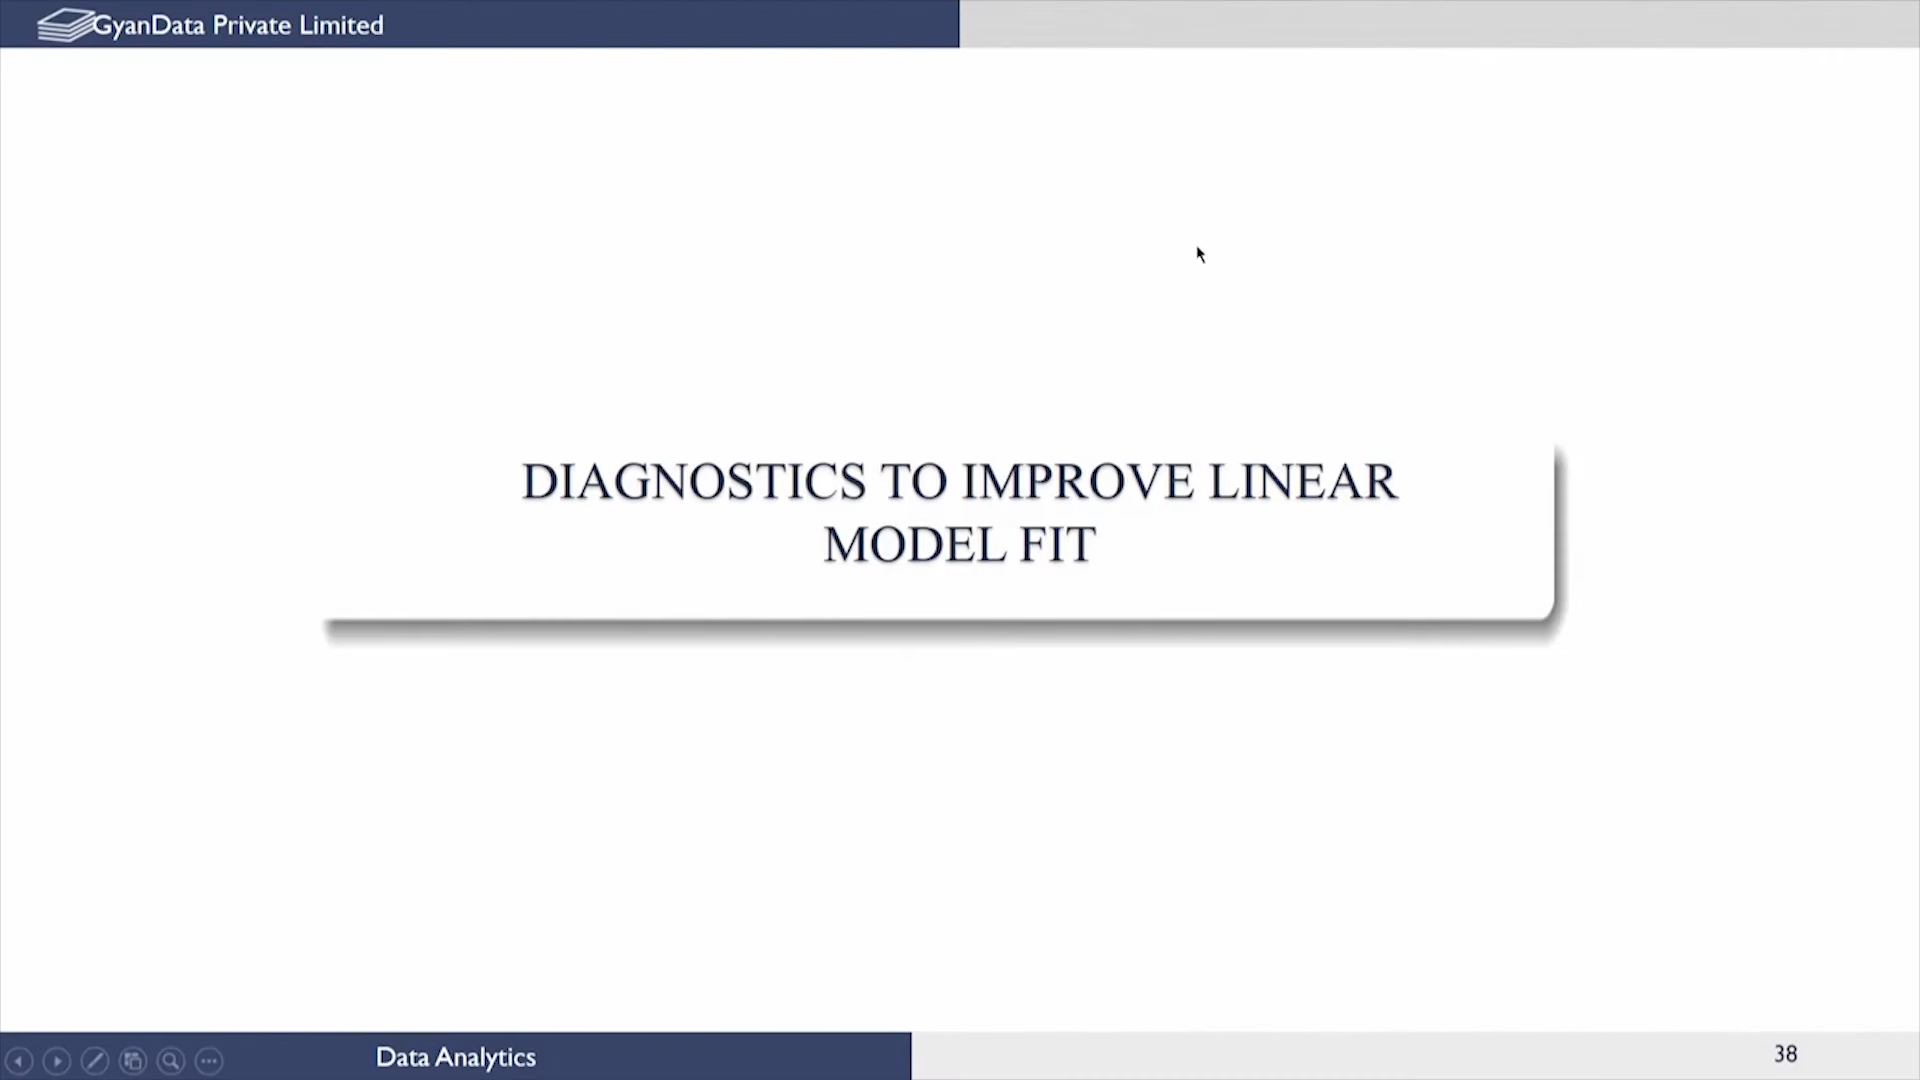 GyanData Private Limited
DIAGNOSTICS TO IMPROVE LINEAR
MODEL FIT
Data Analytics
38